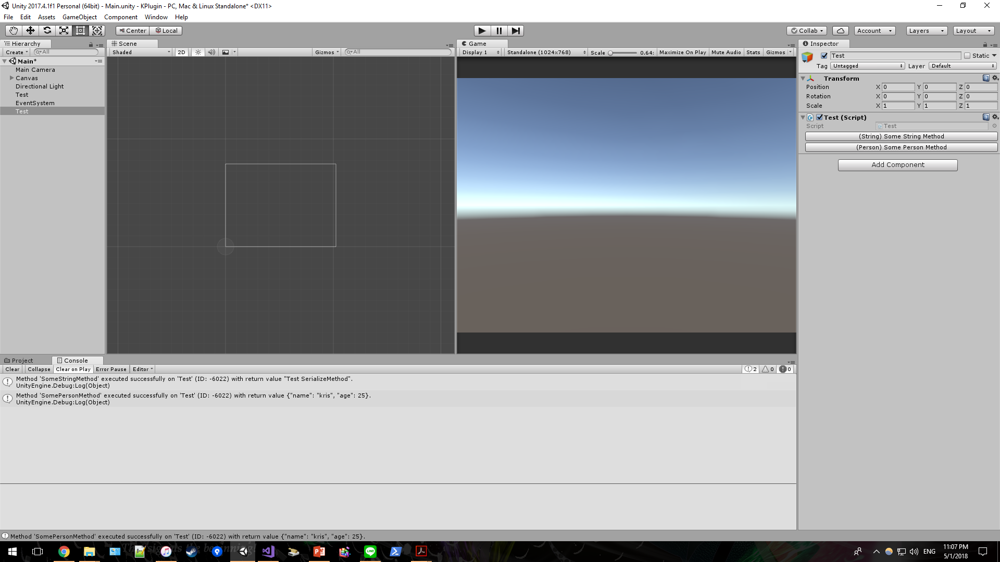 Unity 2017.4.1f1 Personal (64bit) - Main.unity - KPlugin - PC, Mac & Linux Standalone* <DX11>
File Edit Assets GameObject Component Window Help
Center Local Collab Account Layers Layout
Hierarchy
Create All
Main*
Main Camera
Canvas
Directional Light
Test
EventSystem
Test
Scene
Shaded 2D Gizmos All
Game
Display 1 Standalone (1024x768) Scale 0.64: Maximize On Play Mute Audio Stats Gizmos
Inspector
Test Static
Tag Untagged Layer Default
Transform
Position X 0 Y 0 Z 0
Rotation X 0 Y 0 Z 0
Scale X 1 Y 1 Z 1
Test (Script)
Script Test
(String) Some String Method
(Person) Some Person Method
Add Component
Project Console
Clear Collapse Clear on Play Error Pause Editor 2 0 0
Method 'SomeStringMethod' executed successfully on 'Test' (ID: -6022) with return value "Test SerializeMethod".
UnityEngine.Debug:Log(Object)
Method 'SomePersonMethod' executed successfully on 'Test' (ID: -6022) with return value {"name": "kris", "age": 25}.
UnityEngine.Debug:Log(Object)
Method 'SomePersonMethod' executed successfully on 'Test' (ID: -6022) with return value {"name": "kris", "age": 25}.
LINE
ENG
11:07 PM
5/1/2018